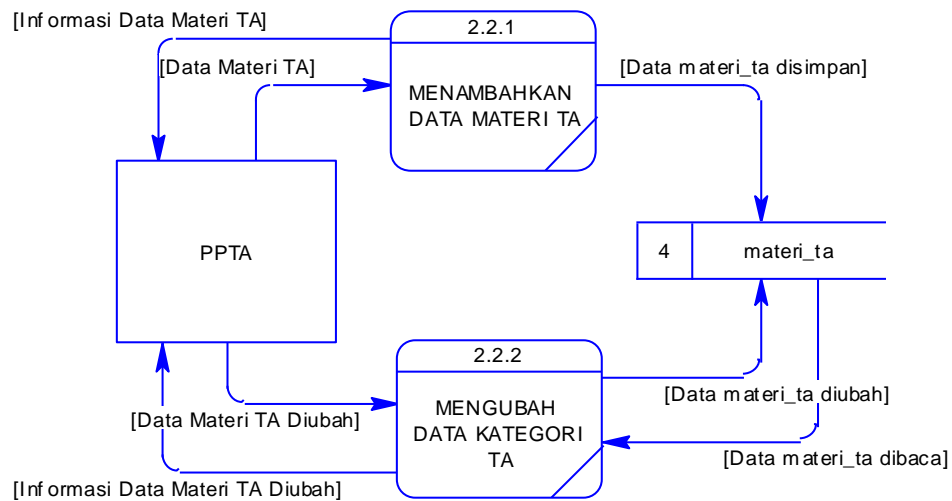 [Informasi Data Materi TA]
2.2.1
[Data Materi TA]
[Data materi_ta disimpan]
MENAMBAHKAN
DATA MATERI TA
PPTA
4
materi_ta
2.2.2
[Data materi_ta diubah]
MENGUBAH
DATA KATEGORI
TA
[Data Materi TA Diubah]
[Data materi_ta dibaca]
[Informasi Data Materi TA Diubah]